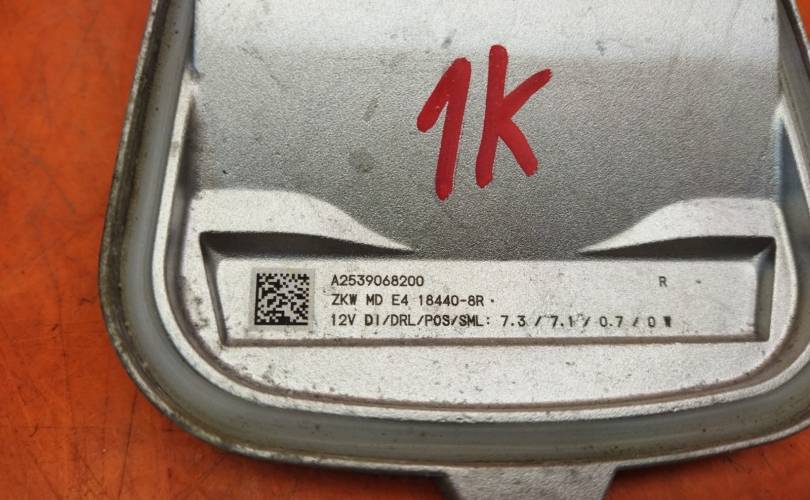 1K
A2539068200 R
ZKW MD E4 18440-8R
12V DI/DRL/POS/SML: 7.3 / 7.1 / 0.7 / 0 W